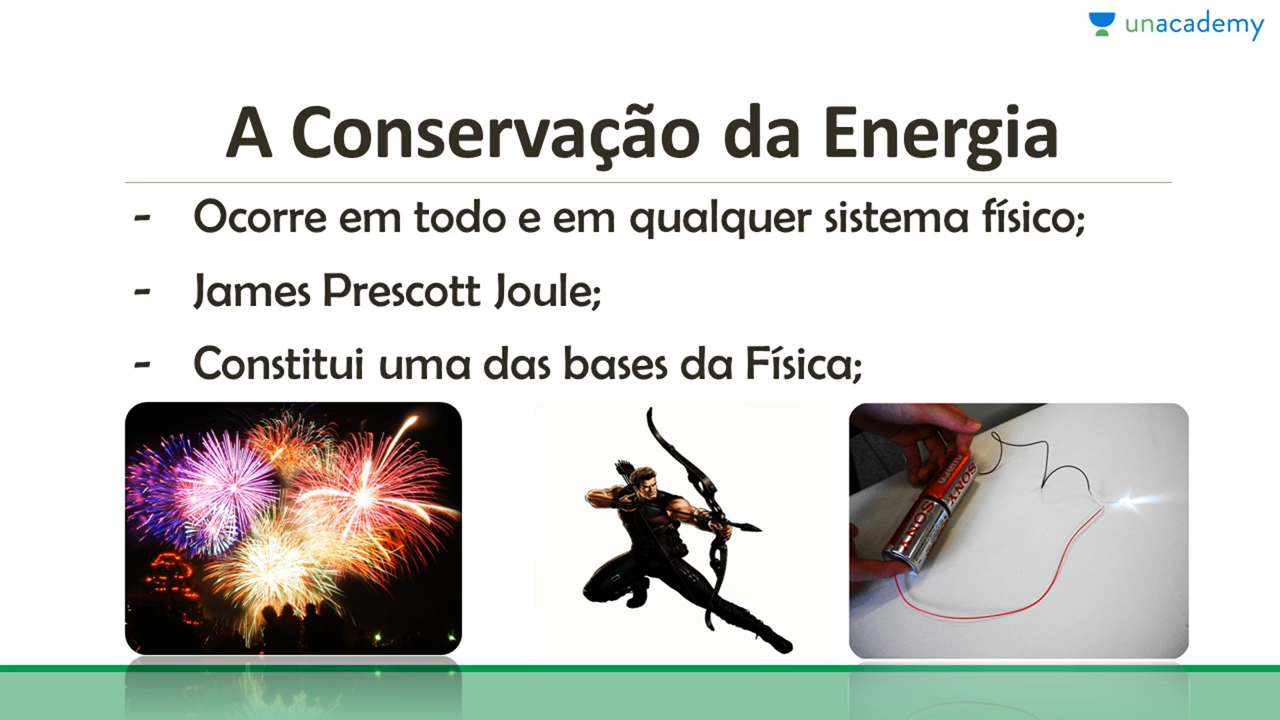 unacademy
A Conservação da Energia
- Ocorre em todo e em qualquer sistema físico;
- James Prescott Joule;
- Constitui uma das bases da Física;
SONY
SONY